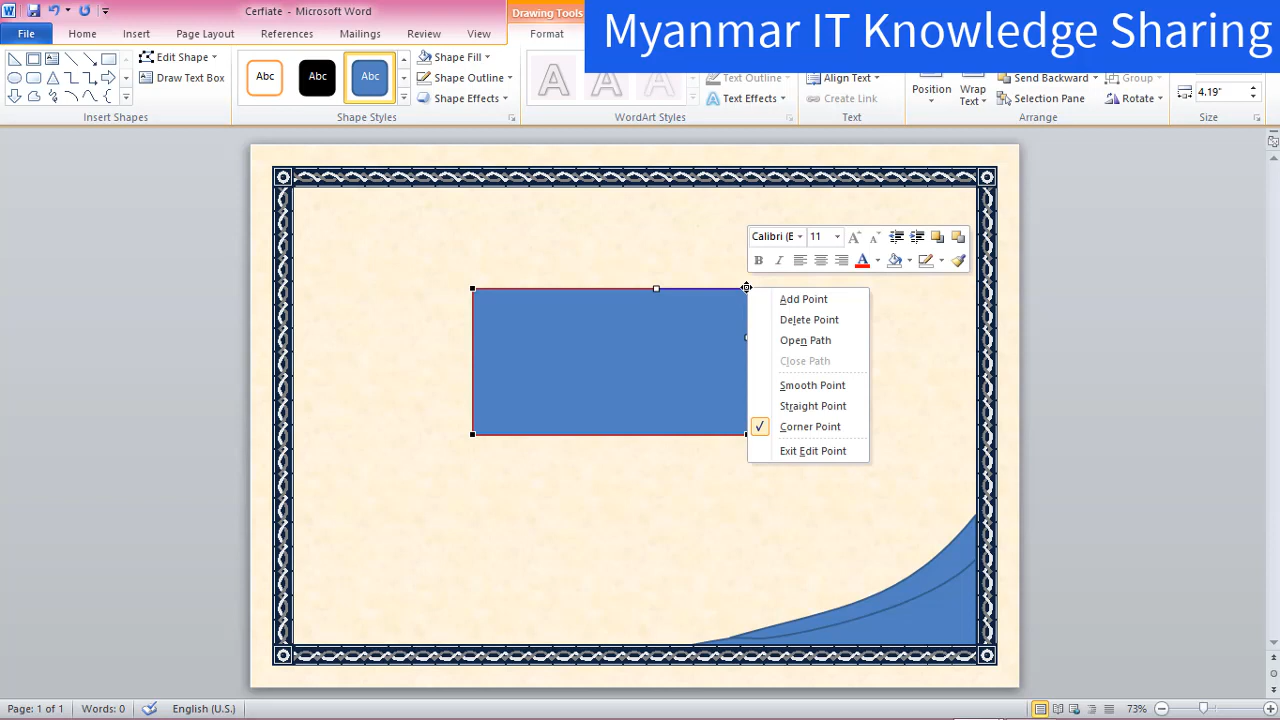 Cerfiate - Microsoft Word
Drawing Tools
Myanmar IT Knowledge Sharing
File Home Insert Page Layout References Mailings Review View Format
Edit Shape
Draw Text Box
Insert Shapes
Abc Abc Abc
Shape Fill
Shape Outline
Shape Effects
Shape Styles
A A A
Text Outline
Text Effects
WordArt Styles
Align Text
Create Link
Text
Position
Wrap
Text
Send Backward
Selection Pane
Group
Rotate
Arrange
4.19"
Size
Calibri (E 11
B I
Add Point
Delete Point
Open Path
Close Path
Smooth Point
Straight Point
Corner Point
Exit Edit Point
Page: 1 of 1 Words: 0 English (U.S.) 73%